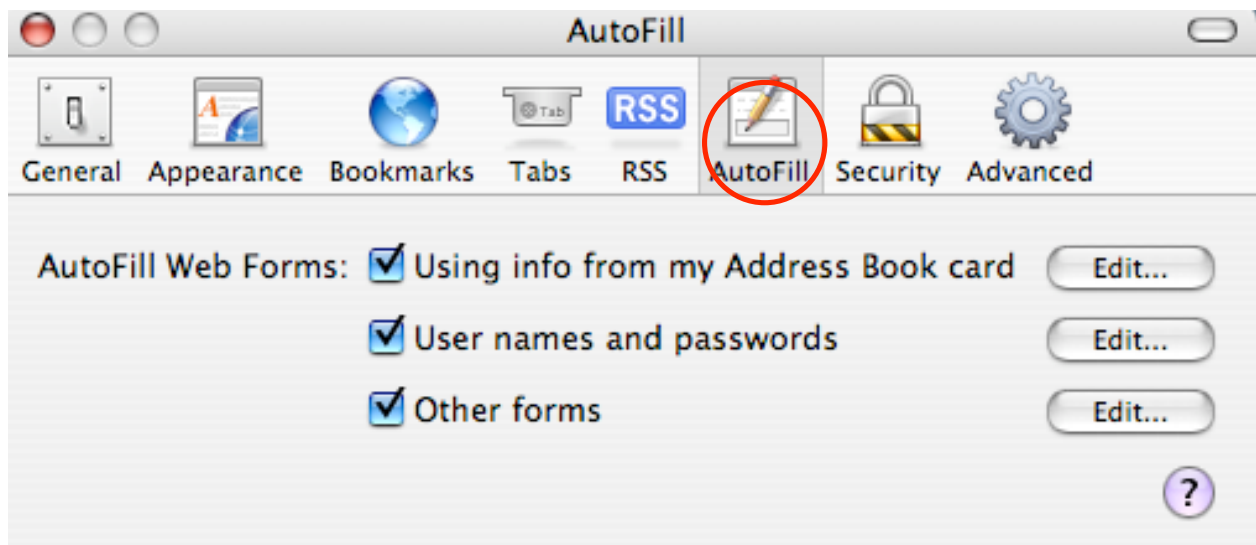 AutoFill
A
Tab
RSS
General Appearance Bookmarks Tabs RSS AutoFill Security Advanced
AutoFill Web Forms: Using info from my Address Book card Edit...
User names and passwords Edit...
Other forms Edit...
?